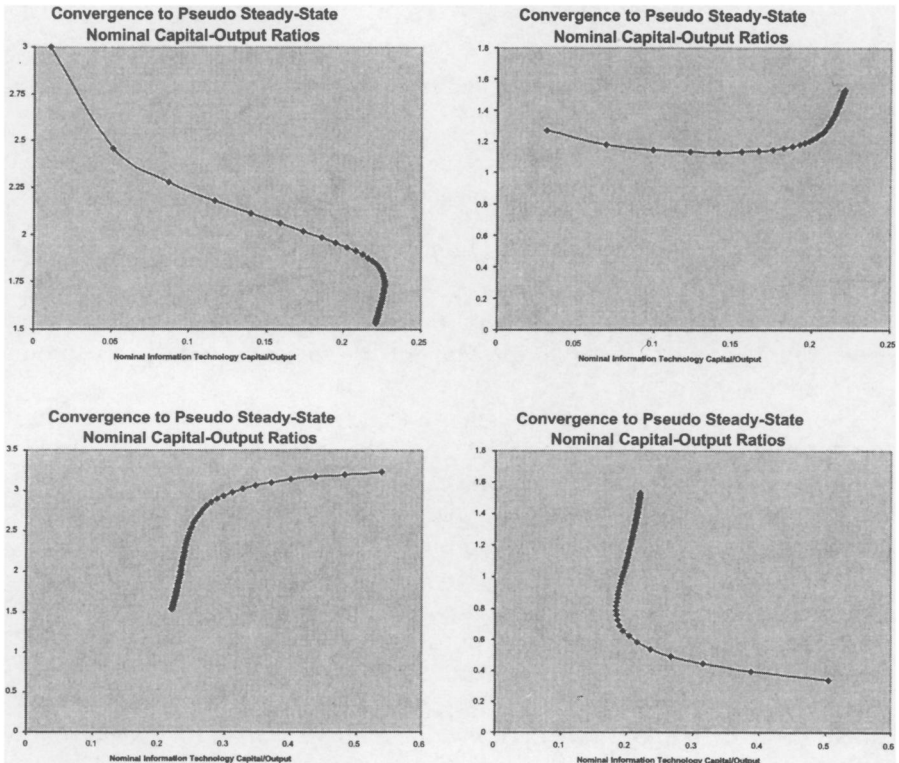 Convergence to Pseudo Steady-State
Nominal Capital-Output Ratios
3
2.75
2.5
2.25
2
1.75
1.5
0 0.05 0.1 0.15 0.2 0.25
Nominal Information Technology Capital/Output
Convergence to Pseudo Steady-State
Nominal Capital-Output Ratios
1.8
1.6
1.4
1.2
1
0.8
0.6
0.4
0.2
0
0 0.05 0.1 0.15 0.2 0.25
Nominal Information Technology Capital/Output
Convergence to Pseudo Steady-State
Nominal Capital-Output Ratios
3.5
3
2.5
2
1.5
1
0.5
0
0 0.1 0.2 0.3 0.4 0.5 0.6
Nominal Information Technology Capital/Output
Convergence to Pseudo Steady-State
Nominal Capital-Output Ratios
1.8
1.6
1.4
1.2
1
0.8
0.6
0.4
0.2
0
0 0.1 0.2 0.3 0.4 0.5 0.6
Nominal Information Technology Capital/Output